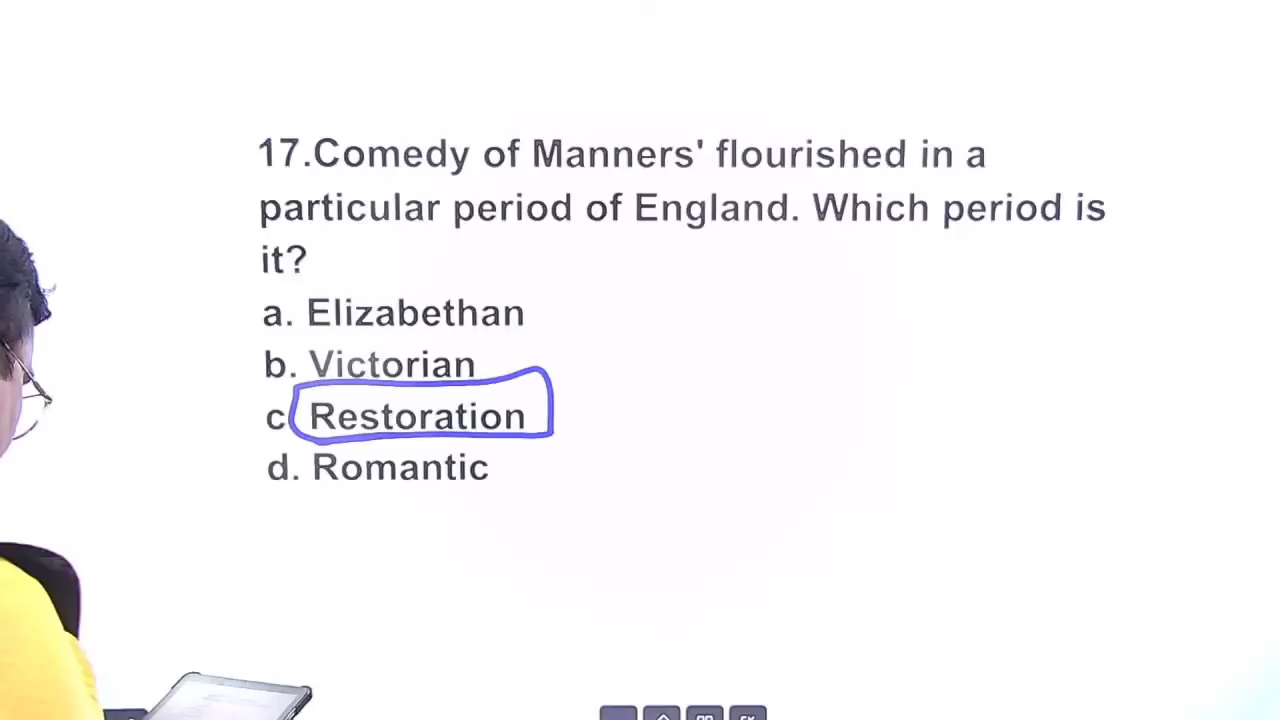 17.Comedy of Manners' flourished in a
particular period of England. Which period is
it?
a. Elizabethan
b. Victorian
c Restoration
d. Romantic